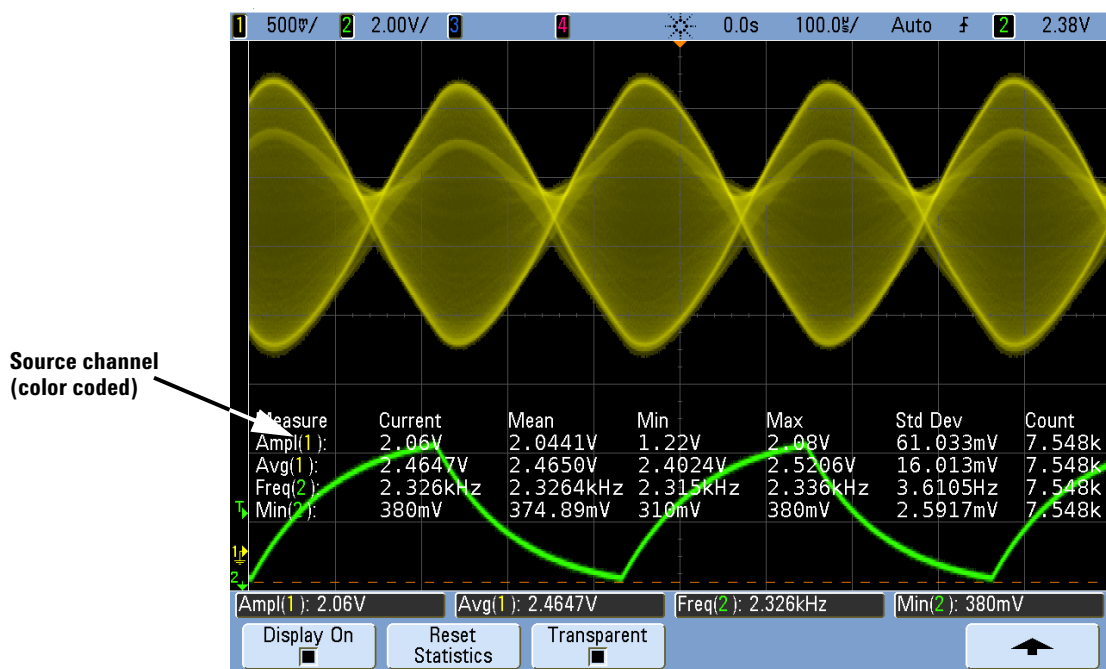 1 500mV/ 2 2.00V/ 3 4 0.0s 100.0µs/ Auto 2 2.38V
Source channel
(color coded)
Measure Current Mean Min Max Std Dev Count
Ampl(1): 2.06V 2.0441V 1.22V 2.08V 61.033mV 7.548k
Avg(1): 2.4647V 2.4650V 2.4024V 2.5206V 16.013mV 7.548k
Freq(2): 2.326kHz 2.3264kHz 2.315kHz 2.336kHz 3.6105Hz 7.548k
Min(2): 380mV 374.89mV 310mV 380mV 2.5917mV 7.548k
T
1
2
Ampl(1): 2.06V Avg(1): 2.4647V Freq(2): 2.326kHz Min(2): 380mV
Display On Reset Statistics Transparent